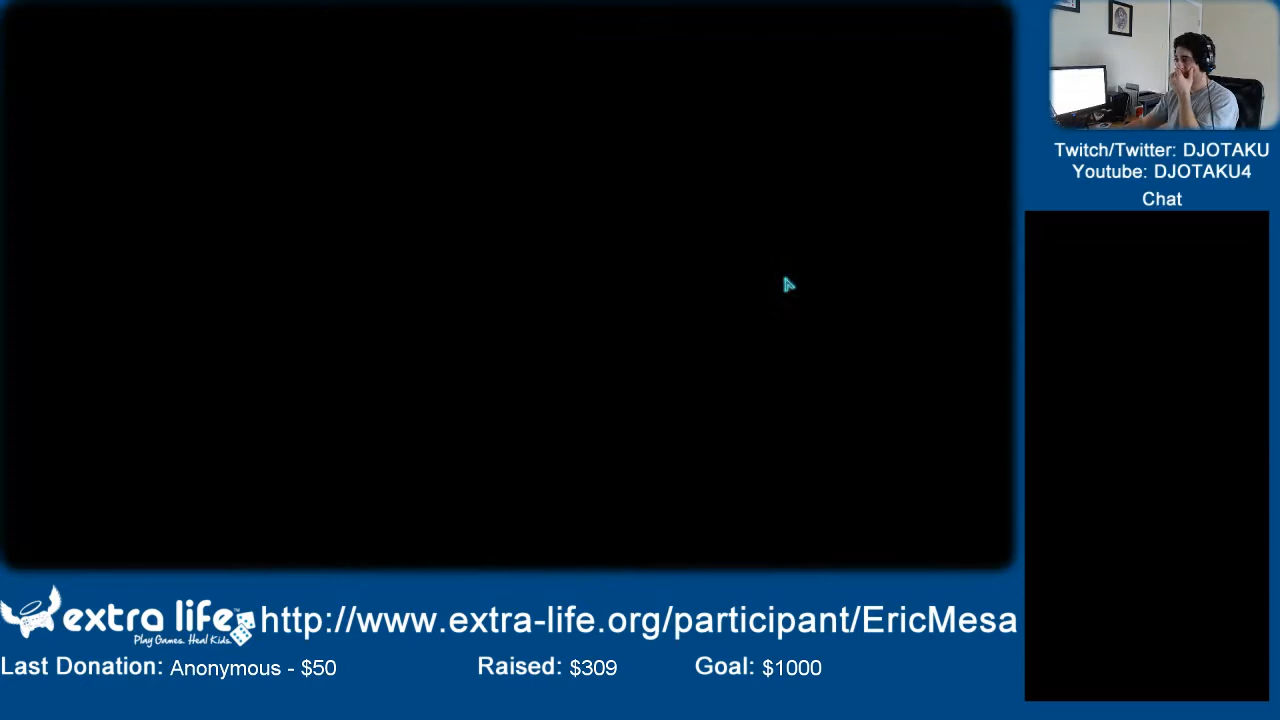 Twitch/Twitter: DJOTAKU
Youtube: DJOTAKU4
Chat
extra life™
Play Games. Heal Kids.
http://www.extra-life.org/participant/EricMesa
Last Donation: Anonymous - $50
Raised: $309
Goal: $1000